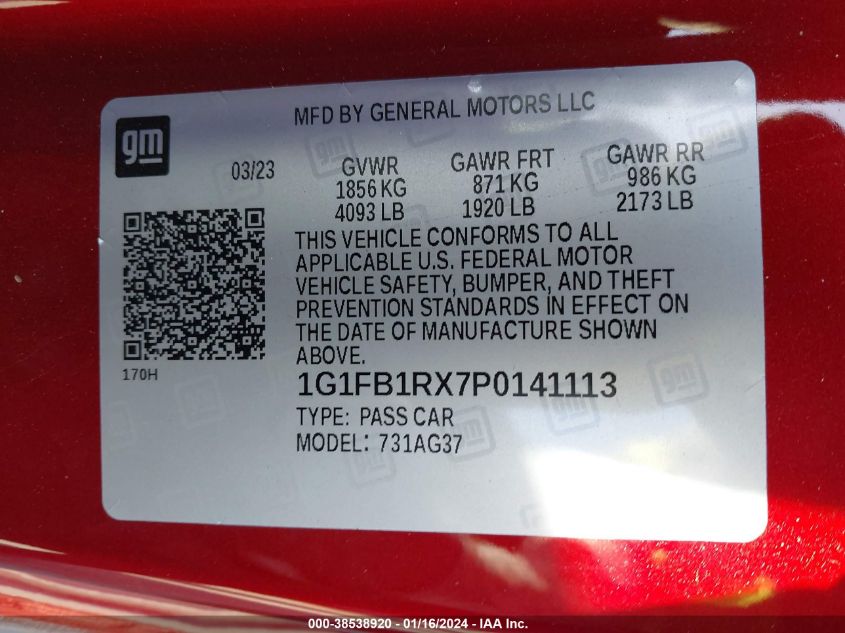 MFD BY GENERAL MOTORS LLC
gm
03/23
GVWR GAWR FRT GAWR RR
1856 KG 871 KG 986 KG
4093 LB 1920 LB 2173 LB
THIS VEHICLE CONFORMS TO ALL
APPLICABLE U.S. FEDERAL MOTOR
VEHICLE SAFETY, BUMPER, AND THEFT
PREVENTION STANDARDS IN EFFECT ON
THE DATE OF MANUFACTURE SHOWN
ABOVE.
170H
1G1FB1RX7P0141113
TYPE: PASS CAR
MODEL: 731AG37
000-38538920 - 01/16/2024 - IAA, Inc.